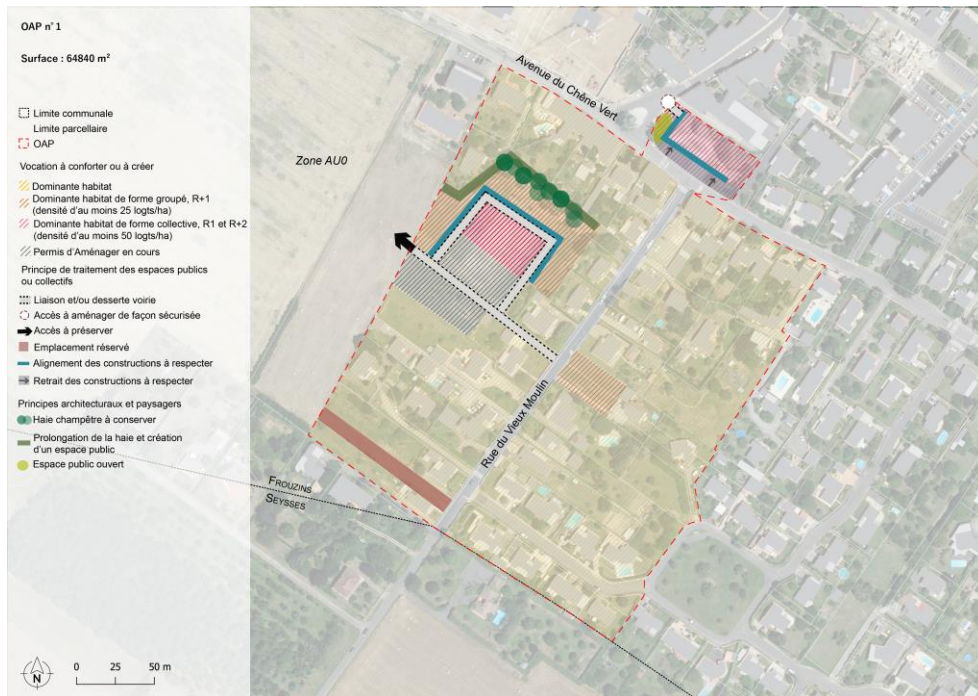 OAP n°1
Surface : 64840 m²
Limite communale
Limite parcellaire
OAP
Vocation à conforter ou à créer
Dominante habitat
Dominante habitat de forme groupé, R+1
(densité d'au moins 25 logts/ha)
Dominante habitat de forme collective, R1 et R+2
(densité d'au moins 50 logts/ha)
Permis d'Aménager en cours
Principe de traitement des espaces publics
ou collectifs
Liaison et/ou desserte voirie
Accès à aménager de façon sécurisée
Accès à préserver
Emplacement réservé
Alignement des constructions à respecter
Retrait des constructions à respecter
Principes architecturaux et paysagers
Haie champêtre à conserver
Prolongation de la haie et création
d'un espace public
Espace public ouvert
N
0 25 50 m
Avenue du Chêne Vert
Zone AU0
Rue du Vieux Moulin
FROUZINS
SEYSSES